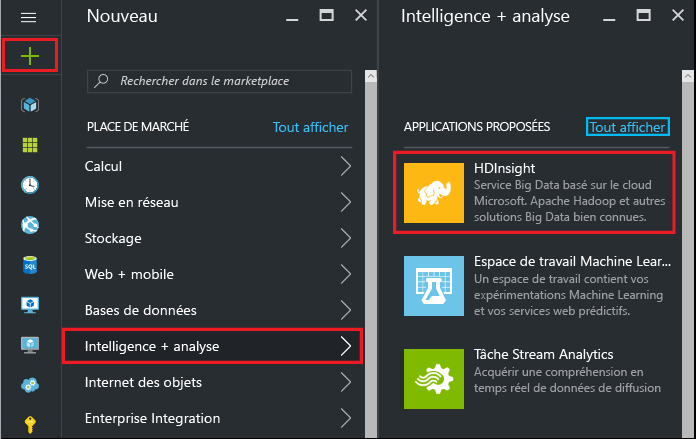 Nouveau
Rechercher dans le marketplace
PLACE DE MARCHÉ
Tout afficher
Calcul
Mise en réseau
Stockage
Web + mobile
Bases de données
Intelligence + analyse
Internet des objets
Enterprise Integration
SQL
Intelligence + analyse
APPLICATIONS PROPOSÉES
Tout afficher
HDInsight
Service Big Data basé sur le cloud
Microsoft. Apache Hadoop et autres
solutions Big Data bien connues.
Espace de travail Machine Lear...
Un espace de travail contient vos
expérimentations Machine Learning
et vos services web prédictifs.
Tâche Stream Analytics
Acquérir une compréhension en
temps réel de données de diffusion